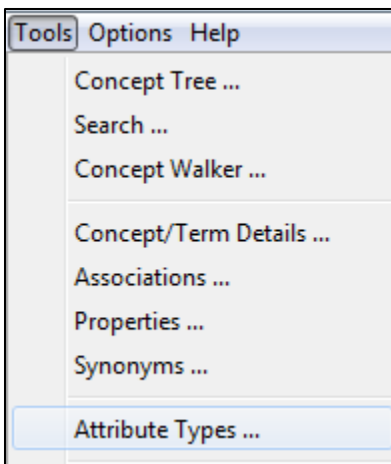 Tools Options Help
Concept Tree ...
Search ...
Concept Walker ...
Concept/Term Details ...
Associations ...
Properties ...
Synonyms ...
Attribute Types ...